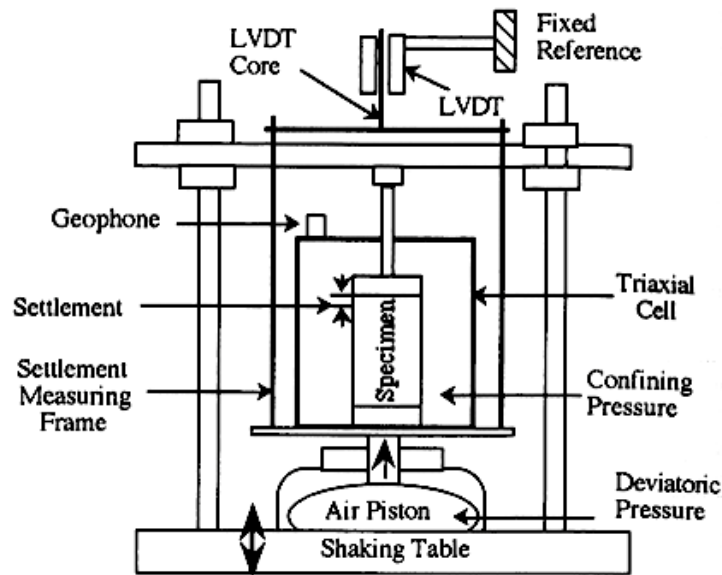 LVDT
Core
Fixed
Reference
LVDT
Geophone
Settlement
Triaxial
Cell
Specimen
Settlement
Measuring
Frame
Confining
Pressure
Deviatoric
Pressure
Air Piston
Shaking Table